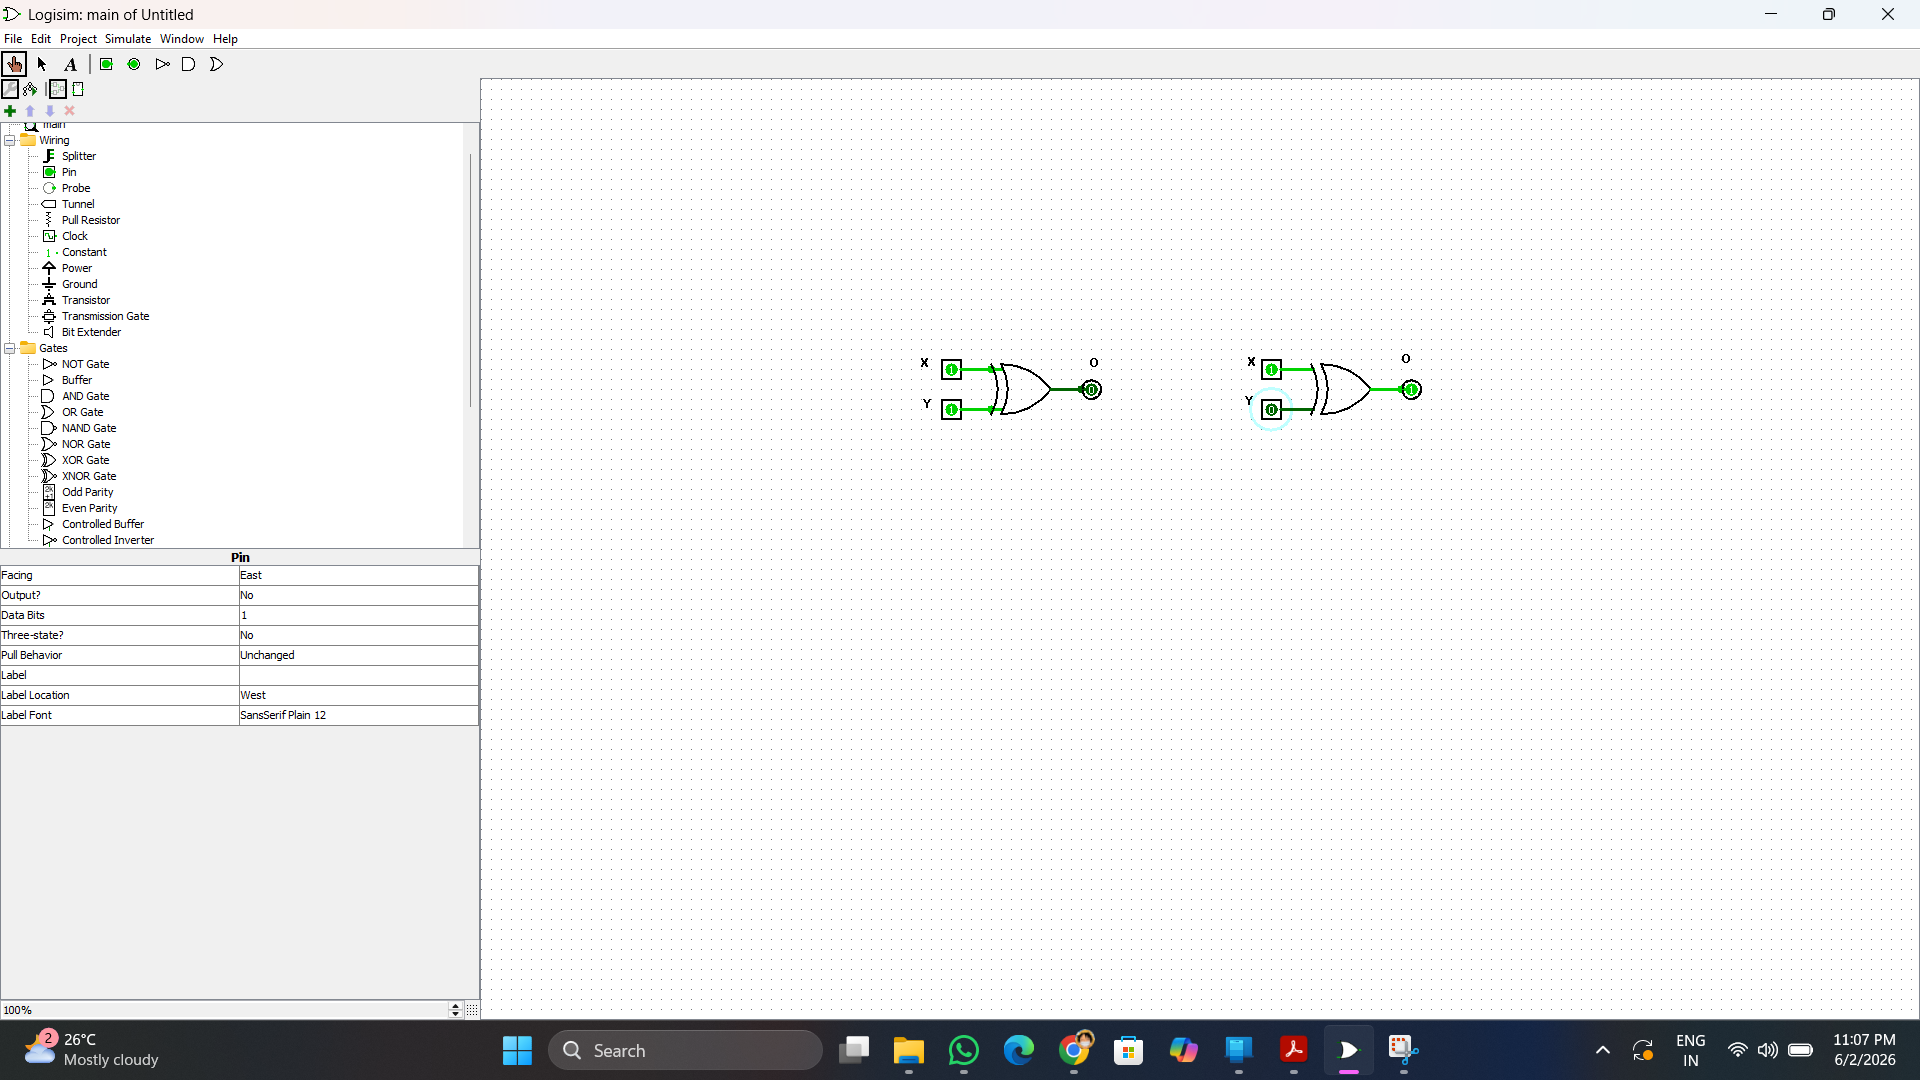 Logisim: main of Untitled
File Edit Project Simulate Window Help
A
main
Wiring
Splitter
Pin
Probe
Tunnel
Pull Resistor
Clock
1 Constant
Power
Ground
Transistor
Transmission Gate
Bit Extender
Gates
NOT Gate
Buffer
AND Gate
OR Gate
NAND Gate
NOR Gate
XOR Gate
XNOR Gate
Odd Parity
Even Parity
Controlled Buffer
Controlled Inverter
Pin
Facing East
Output? No
Data Bits 1
Three-state? No
Pull Behavior Unchanged
Label
Label Location West
Label Font SansSerif Plain 12
100%
X 1 O
0
Y 1
X 1 O
1
Y 0
2
26°C
Mostly cloudy
Search
ENG
IN
11:07 PM
6/2/2026